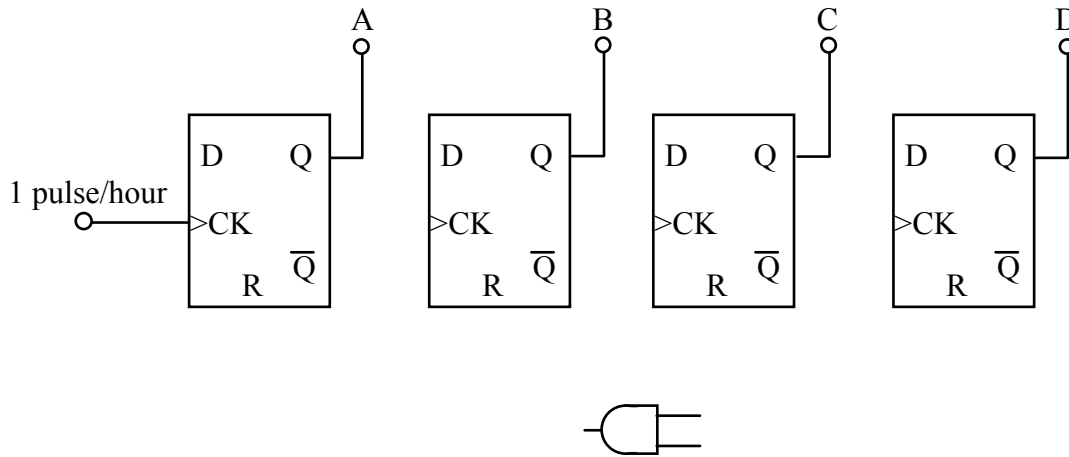 A B C D
D Q D Q D Q D Q
1 pulse/hour
>CK >CK >CK >CK
Q̅ Q̅ Q̅ Q̅
R R R R